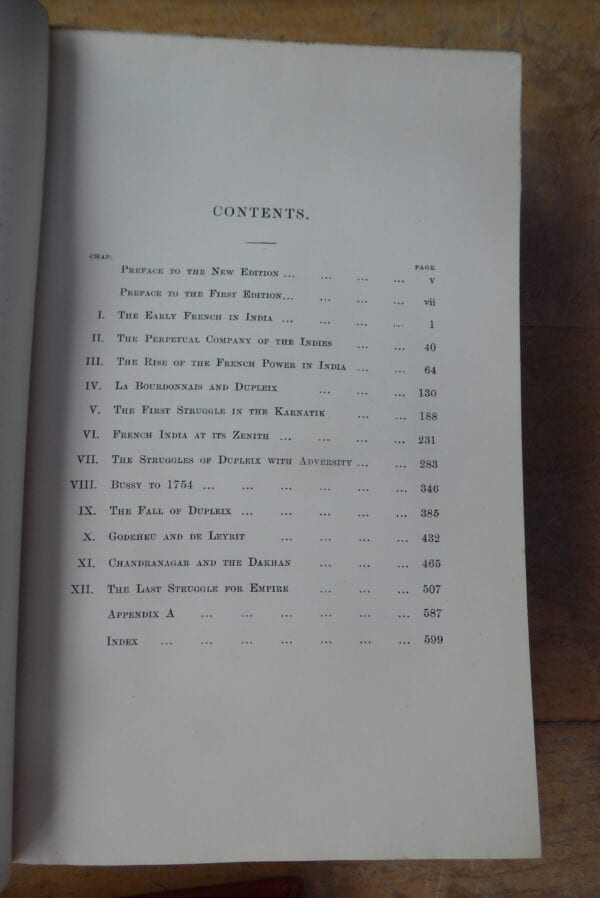 CONTENTS.
CHAP.
PAGE
PREFACE TO THE NEW EDITION ... ... ... ... v
PREFACE TO THE FIRST EDITION... ... ... ... vii
I. THE EARLY FRENCH IN INDIA ... ... ... ... 1
II. THE PERPETUAL COMPANY OF THE INDIES ... ... 40
III. THE RISE OF THE FRENCH POWER IN INDIA ... ... 64
IV. LA BOURDONNAIS AND DUPLEIX ... ... ... 130
V. THE FIRST STRUGGLE IN THE KARNATIK ... ... 188
VI. FRENCH INDIA AT ITS ZENITH ... ... ... ... 231
VII. THE STRUGGLES OF DUPLEIX WITH ADVERSITY ... ... 283
VIII. BUSSY TO 1754 ... ... ... ... ... ... 346
IX. THE FALL OF DUPLEIX ... ... ... ... ... 385
X. GODEHEU AND DE LEYRIT ... ... ... ... 432
XI. CHANDRANAGAR AND THE DAKHAN ... ... ... 465
XII. THE LAST STRUGGLE FOR EMPIRE ... ... ... 507
APPENDIX A ... ... ... ... ... ... 587
INDEX ... ... ... ... ... ... ... 599